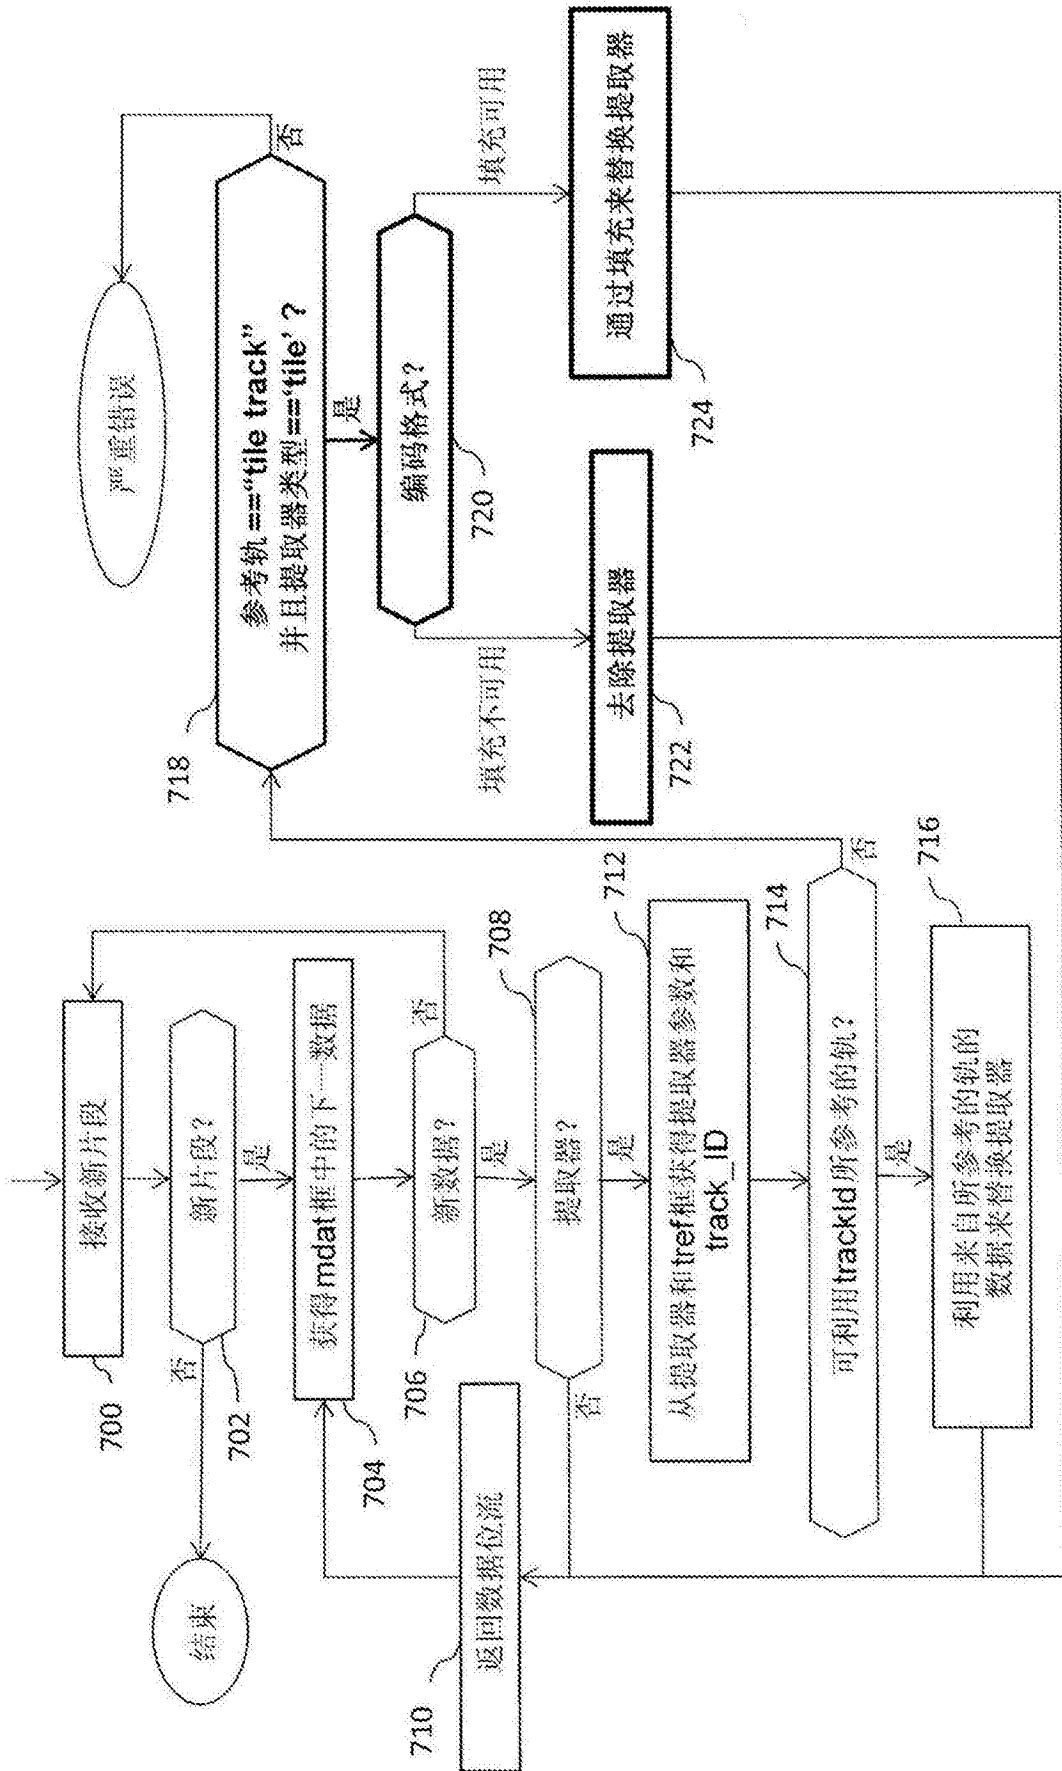 接收新片段
700
新片段？
702
否
结束
是
获得mdat框中的下一数据
704
新数据？
706
否
是
提取器？
708
否
返回数据位流
710
是
从提取器和tref框获得提取器参数和
track_ID
712
可利用trackId所参考的轨？
714
否
是
利用来自所参考的轨的
数据来替换提取器
716
严重错误
否
参考轨==“tile track”
并且提取器类型==‘tile’？
718
是
编码格式？
720
填充不可用
填充可用
去除提取器
722
通过填充来替换提取器
724